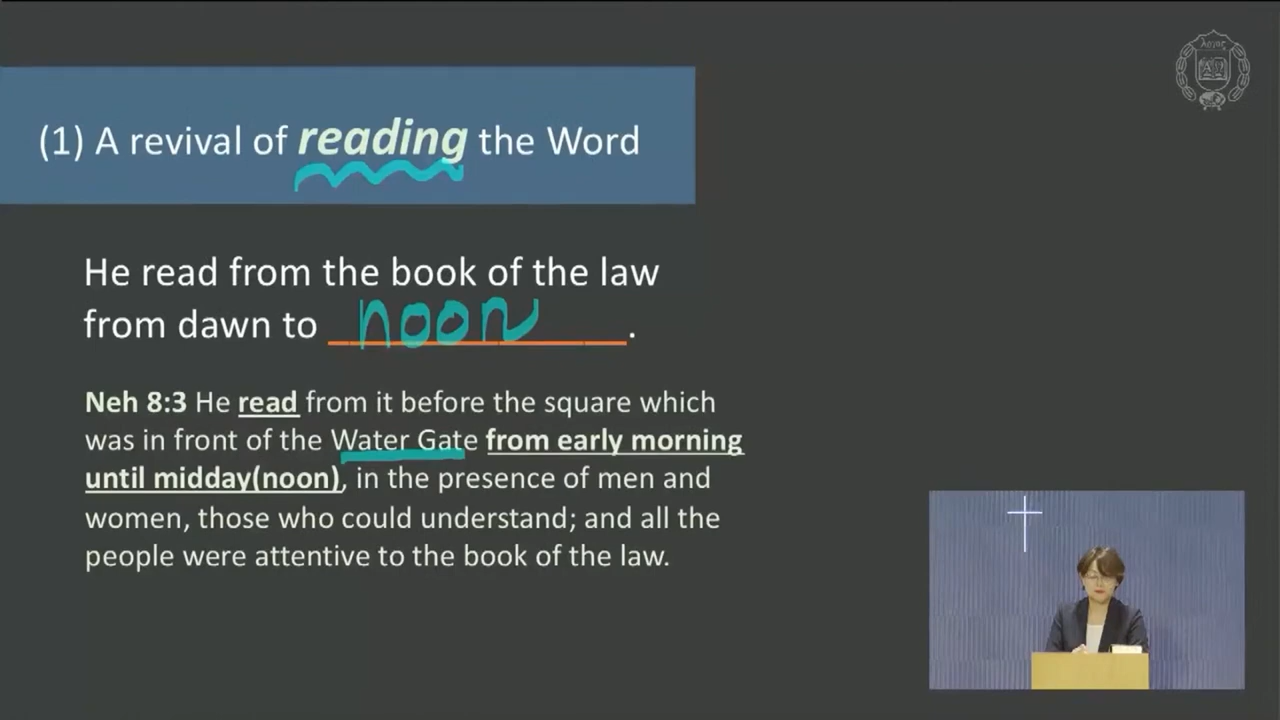 (1) A revival of reading the Word
He read from the book of the law
from dawn to noon.
Neh 8:3 He read from it before the square which
was in front of the Water Gate from early morning
until midday(noon), in the presence of men and
women, those who could understand; and all the
people were attentive to the book of the law.